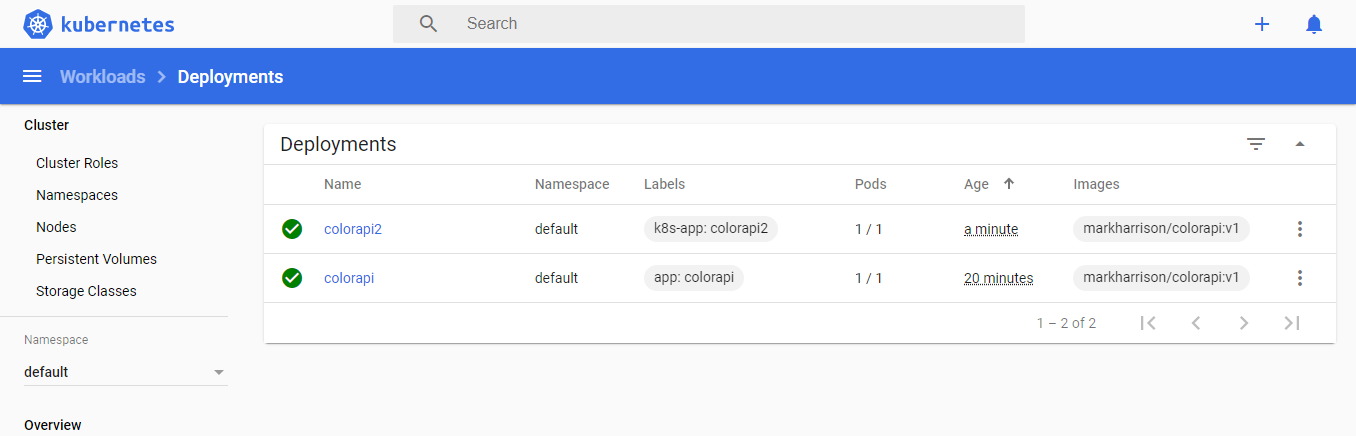 kubernetes
Search
Workloads Deployments
Cluster
Cluster Roles
Namespaces
Nodes
Persistent Volumes
Storage Classes
Namespace
default
Overview
Deployments
Name Namespace Labels Pods Age Images
colorapi2 default k8s-app: colorapi2 1 / 1 a minute markharrison/colorapi:v1
colorapi default app: colorapi 1 / 1 20 minutes markharrison/colorapi:v1
1 – 2 of 2